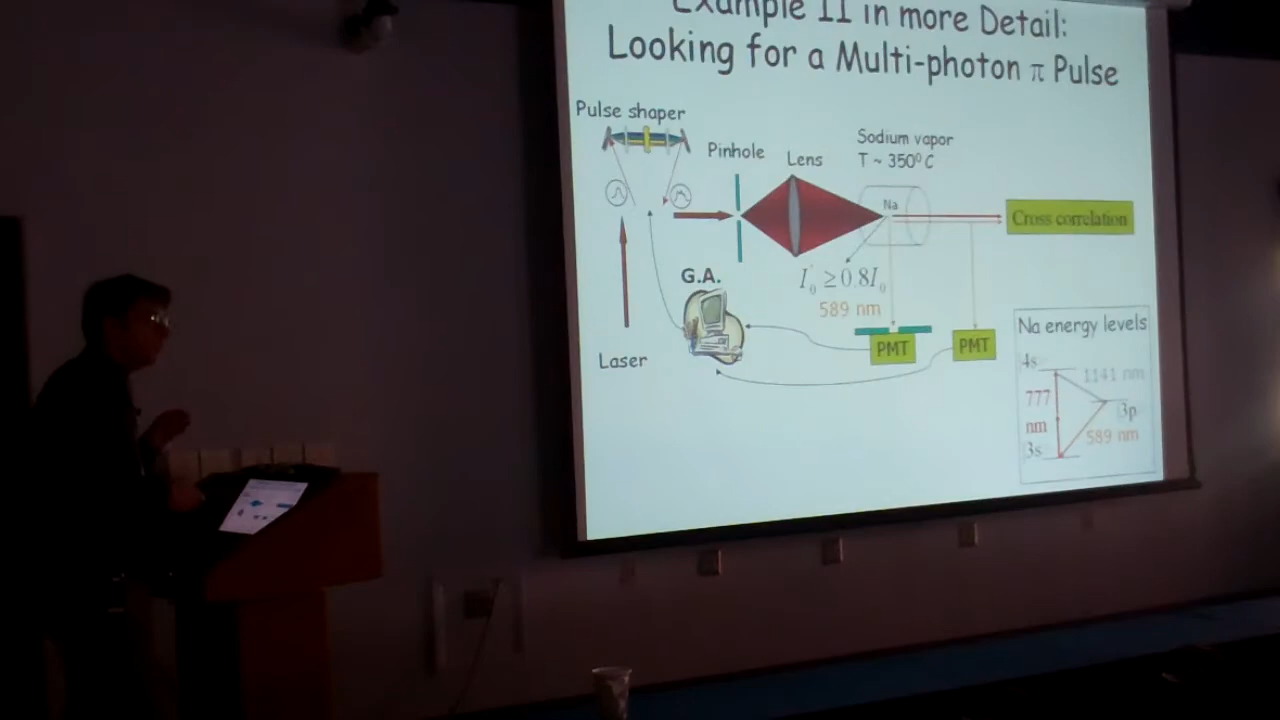 Example II in more Detail:
Looking for a Multi-photon π Pulse
Pulse shaper
Pinhole
Lens
Sodium vapor
T ~ 350⁰ C
Na
Cross correlation
G.A.
I'₀ ≥ 0.8I₀
589 nm
Laser
PMT
PMT
Na energy levels
4s
1141 nm
777
nm
3p
589 nm
3s